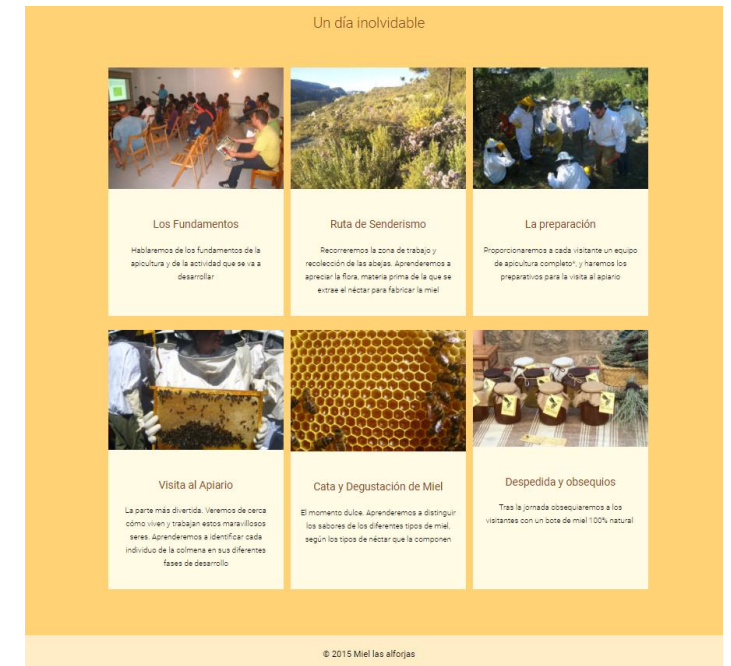 Un día inolvidable
Los Fundamentos
Hablaremos de los fundamentos de la
apicultura y de la actividad que se va a
desarrollar
Ruta de Senderismo
Recorreremos la zona de trabajo y
recolección de las abejas. Aprenderemos a
apreciar la flora, materia prima de la que se
extrae el néctar para fabricar la miel
La preparación
Proporcionaremos a cada visitante un equipo
de apicultura completo*, y haremos los
preparativos para la visita al apiario
Visita al Apiario
La parte más divertida. Veremos de cerca
cómo viven y trabajan estos maravillosos
seres. Aprenderemos a identificar cada
individuo de la colmena en sus diferentes
fases de desarrollo
Cata y Degustación de Miel
El momento dulce. Aprenderemos a distinguir
los sabores de los diferentes tipos de miel,
según los tipos de néctar que la componen
Despedida y obsequios
Tras la jornada obsequiaremos a los
visitantes con un bote de miel 100% natural
© 2015 Miel las alforjas